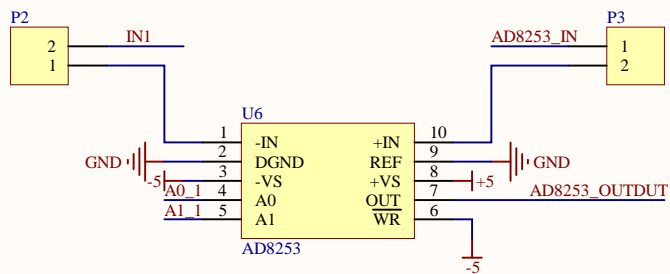 P2
P3
2
IN1
AD8253_IN
1
1
2
U6
1
-IN
+IN
10
GND
2
DGND
REF
9
GND
-5
3
-VS
+VS
8
+5
A0_1
4
A0
OUT
7
AD8253_OUTDUT
A1_1
5
A1
WR
6
AD8253
-5